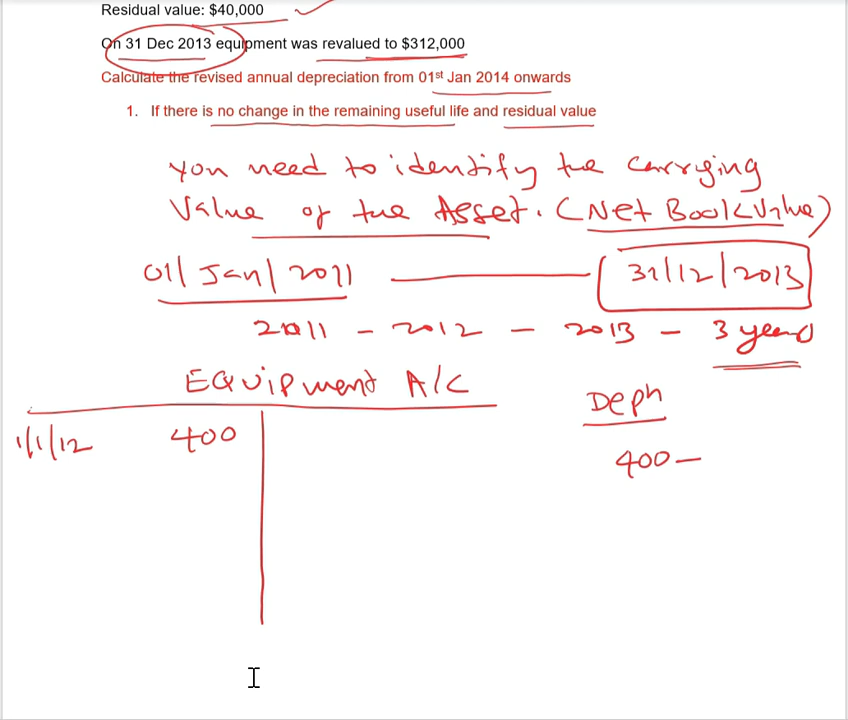 Residual value: $40,000
On 31 Dec 2013 equipment was revalued to $312,000
Calculate the revised annual depreciation from 01st Jan 2014 onwards
1. If there is no change in the remaining useful life and residual value
You need to identify the carrying
Value of the Asset. (Net Book Value)
01/Jan/2011 31/12/2013
2011 - 2012 - 2013 - 3 years
Equipment A/C
Deph
1/1/12 400
400 -